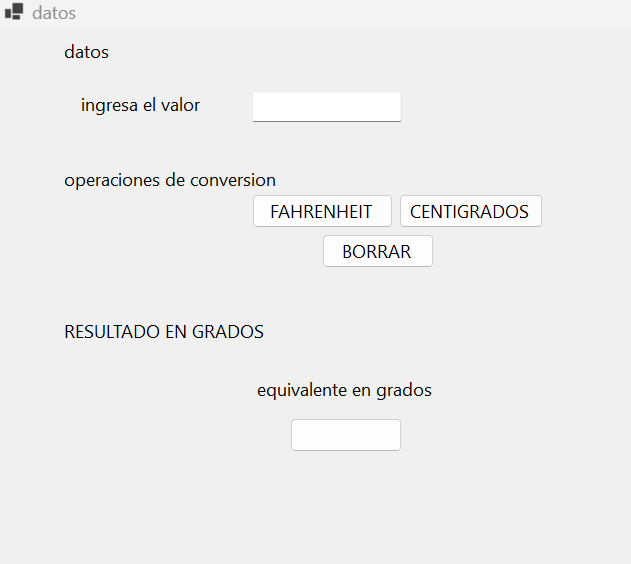 datos
datos
ingresa el valor
operaciones de conversion
FAHRENHEIT CENTIGRADOS
BORRAR
RESULTADO EN GRADOS
equivalente en grados